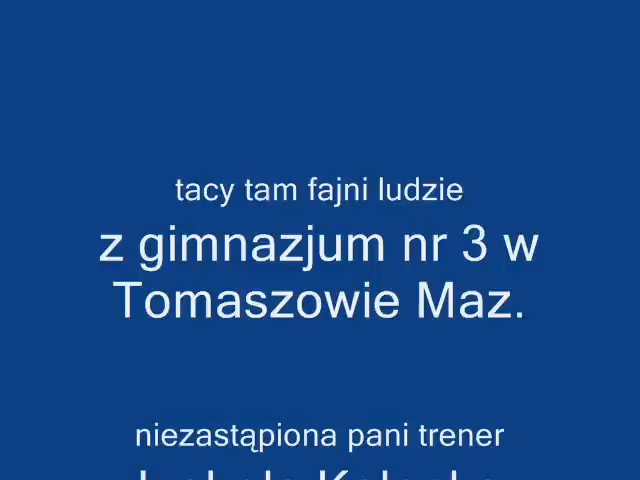 tacy tam fajni ludzie
z gimnazjum nr 3 w
Tomaszowie Maz.
niezastąpiona pani trener